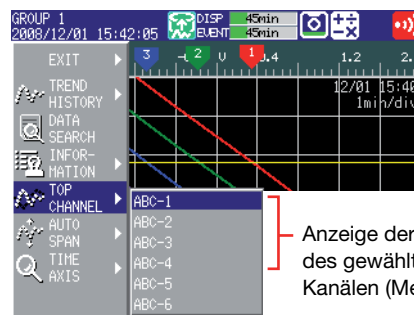 GROUP 1
2008/12/01 15:42:05
DISP 45min
EVENT 45min
EXIT
TREND
HISTORY
DATA
SEARCH
INFOR-
MATION
TOP
CHANNEL
AUTO
SPAN
TIME
AXIS
3 2 U 1 .4 1.2 2.
12/01 15:40
1min/div
ABC-1
ABC-2
ABC-3
ABC-4
ABC-5
ABC-6
Anzeige der
des gewählt
Kanälen (Me